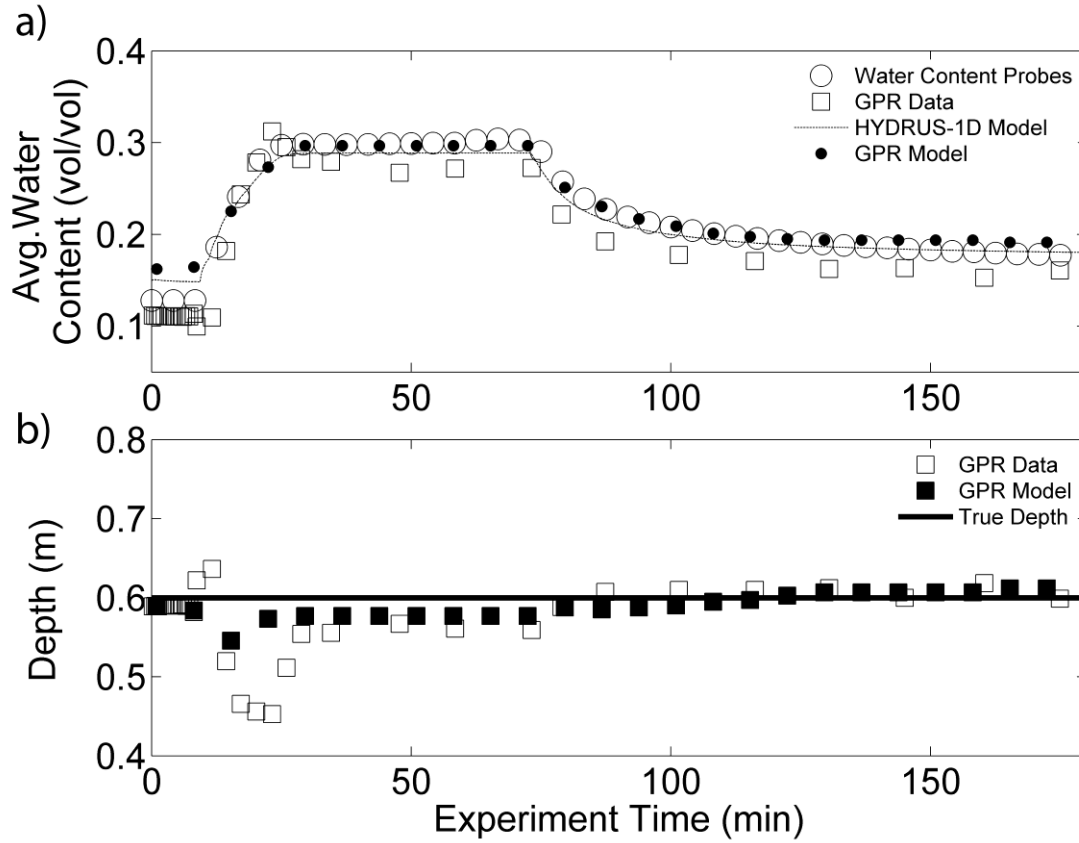 a)
0.4
0.3
0.2
0.1
Avg.Water
Content (vol/vol)
Water Content Probes
GPR Data
HYDRUS-1D Model
GPR Model
0 50 100 150
b)
0.8
0.7
0.6
0.5
0.4
Depth (m)
GPR Data
GPR Model
True Depth
0 50 100 150
Experiment Time (min)